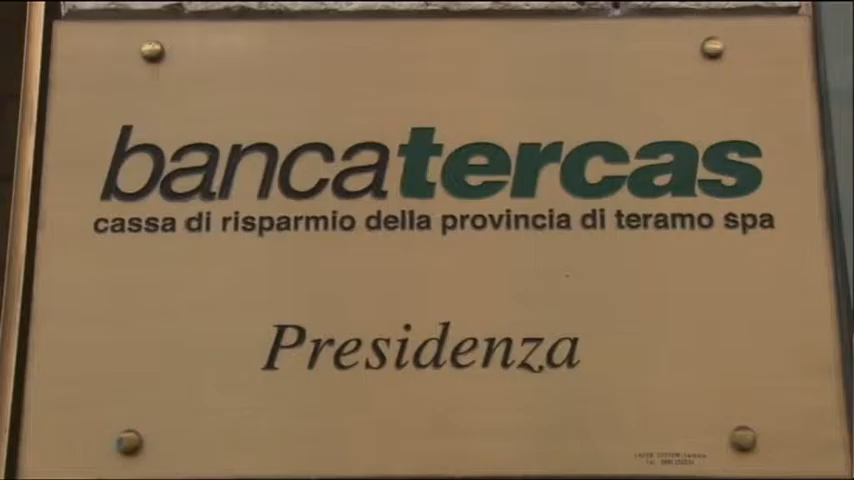 bancatercas
cassa di risparmio della provincia di teramo spa
Presidenza